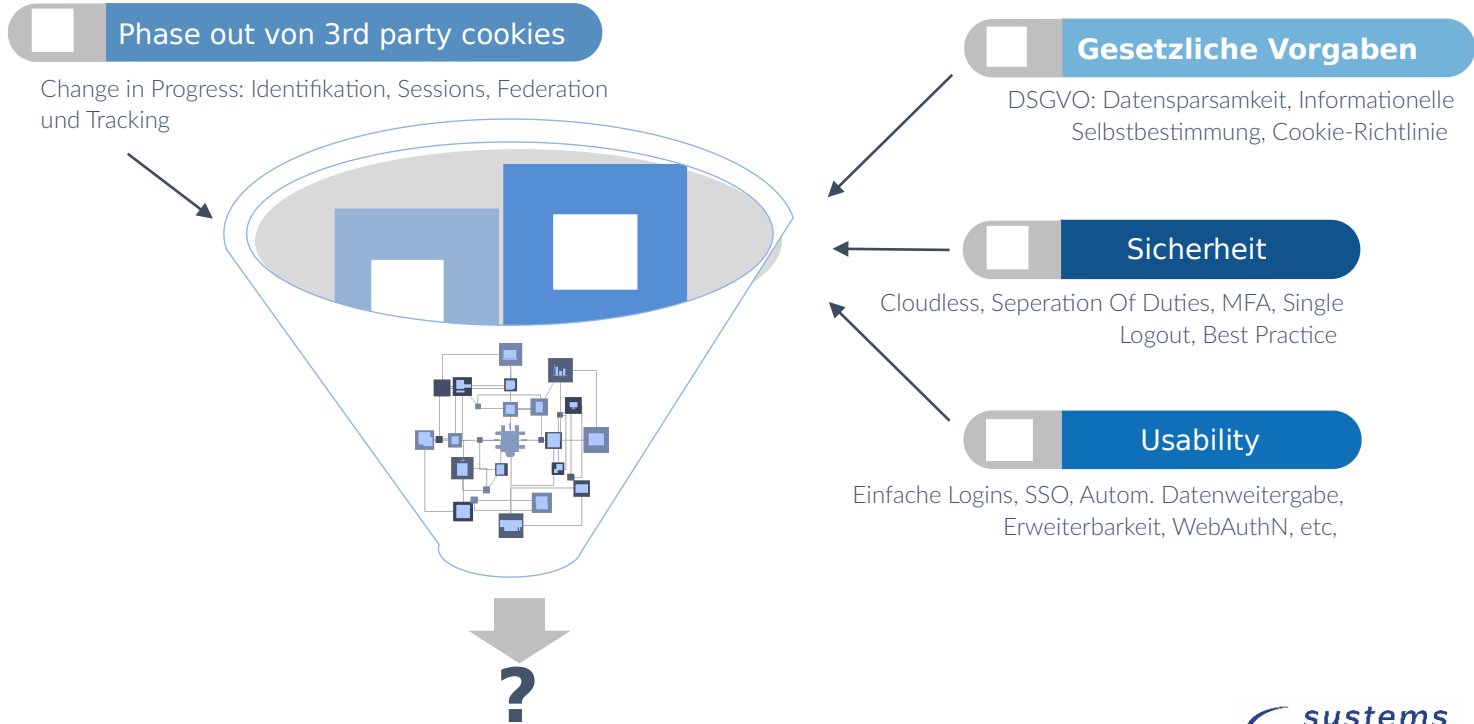 Phase out von 3rd party cookies
Change in Progress: Identifikation, Sessions, Federation
und Tracking
Gesetzliche Vorgaben
DSGVO: Datensparsamkeit, Informationelle
Selbstbestimmung, Cookie-Richtlinie
Sicherheit
Cloudless, Seperation Of Duties, MFA, Single
Logout, Best Practice
Usability
Einfache Logins, SSO, Autom. Datenweitergabe,
Erweiterbarkeit, WebAuthN, etc,
?
sustems